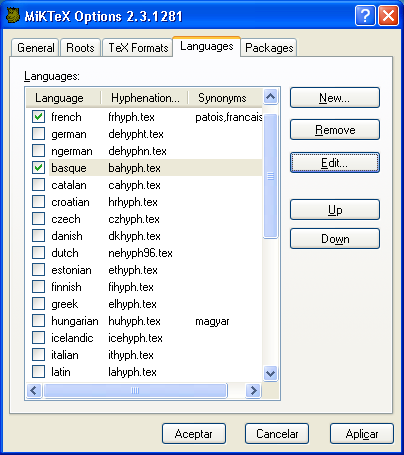 MiKTeX Options 2.3.1281
General Roots TeX Formats Languages Packages
Languages:
Language Hyphenation... Synonyms
french frhyph.tex patois,francais
german dehypht.tex
ngerman dehyphn.tex
basque bahyph.tex
catalan cahyph.tex
croatian hrhyph.tex
czech czhyph.tex
danish dkhyph.tex
dutch nehyph96.tex
estonian ethyph.tex
finnish fihyph.tex
greek elhyph.tex
hungarian huhyph.tex magyar
icelandic icehyph.tex
italian ithyph.tex
latin lahyph.tex
New...
Remove
Edit...
Up
Down
Aceptar Cancelar Aplicar